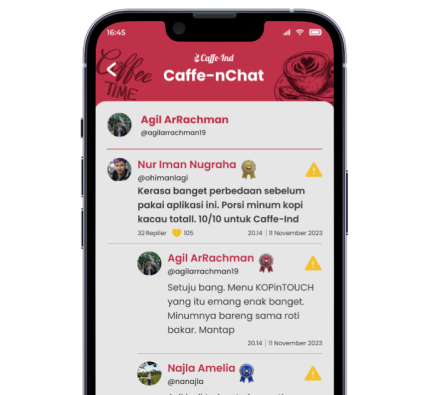 16:45
Caffe-Ind
Coffee
TIME
Caffe-nChat
Agil ArRachman
@agilarrachman19
Nur Iman Nugraha
@ohimanlagi
Kerasa banget perbedaan sebelum
pakai aplikasi ini. Porsi minum kopi
kacau totall. 10/10 untuk Caffe-Ind
32 Replier 105 20.14 | 11 November 2023
Agil ArRachman
@agilarrachman19
Setuju bang. Menu KOPinTOUCH
yang itu emang enak banget.
Minumnya bareng sama roti
bakar. Mantap
20.14 | 11 November 2023
Najla Amelia
@nanajla